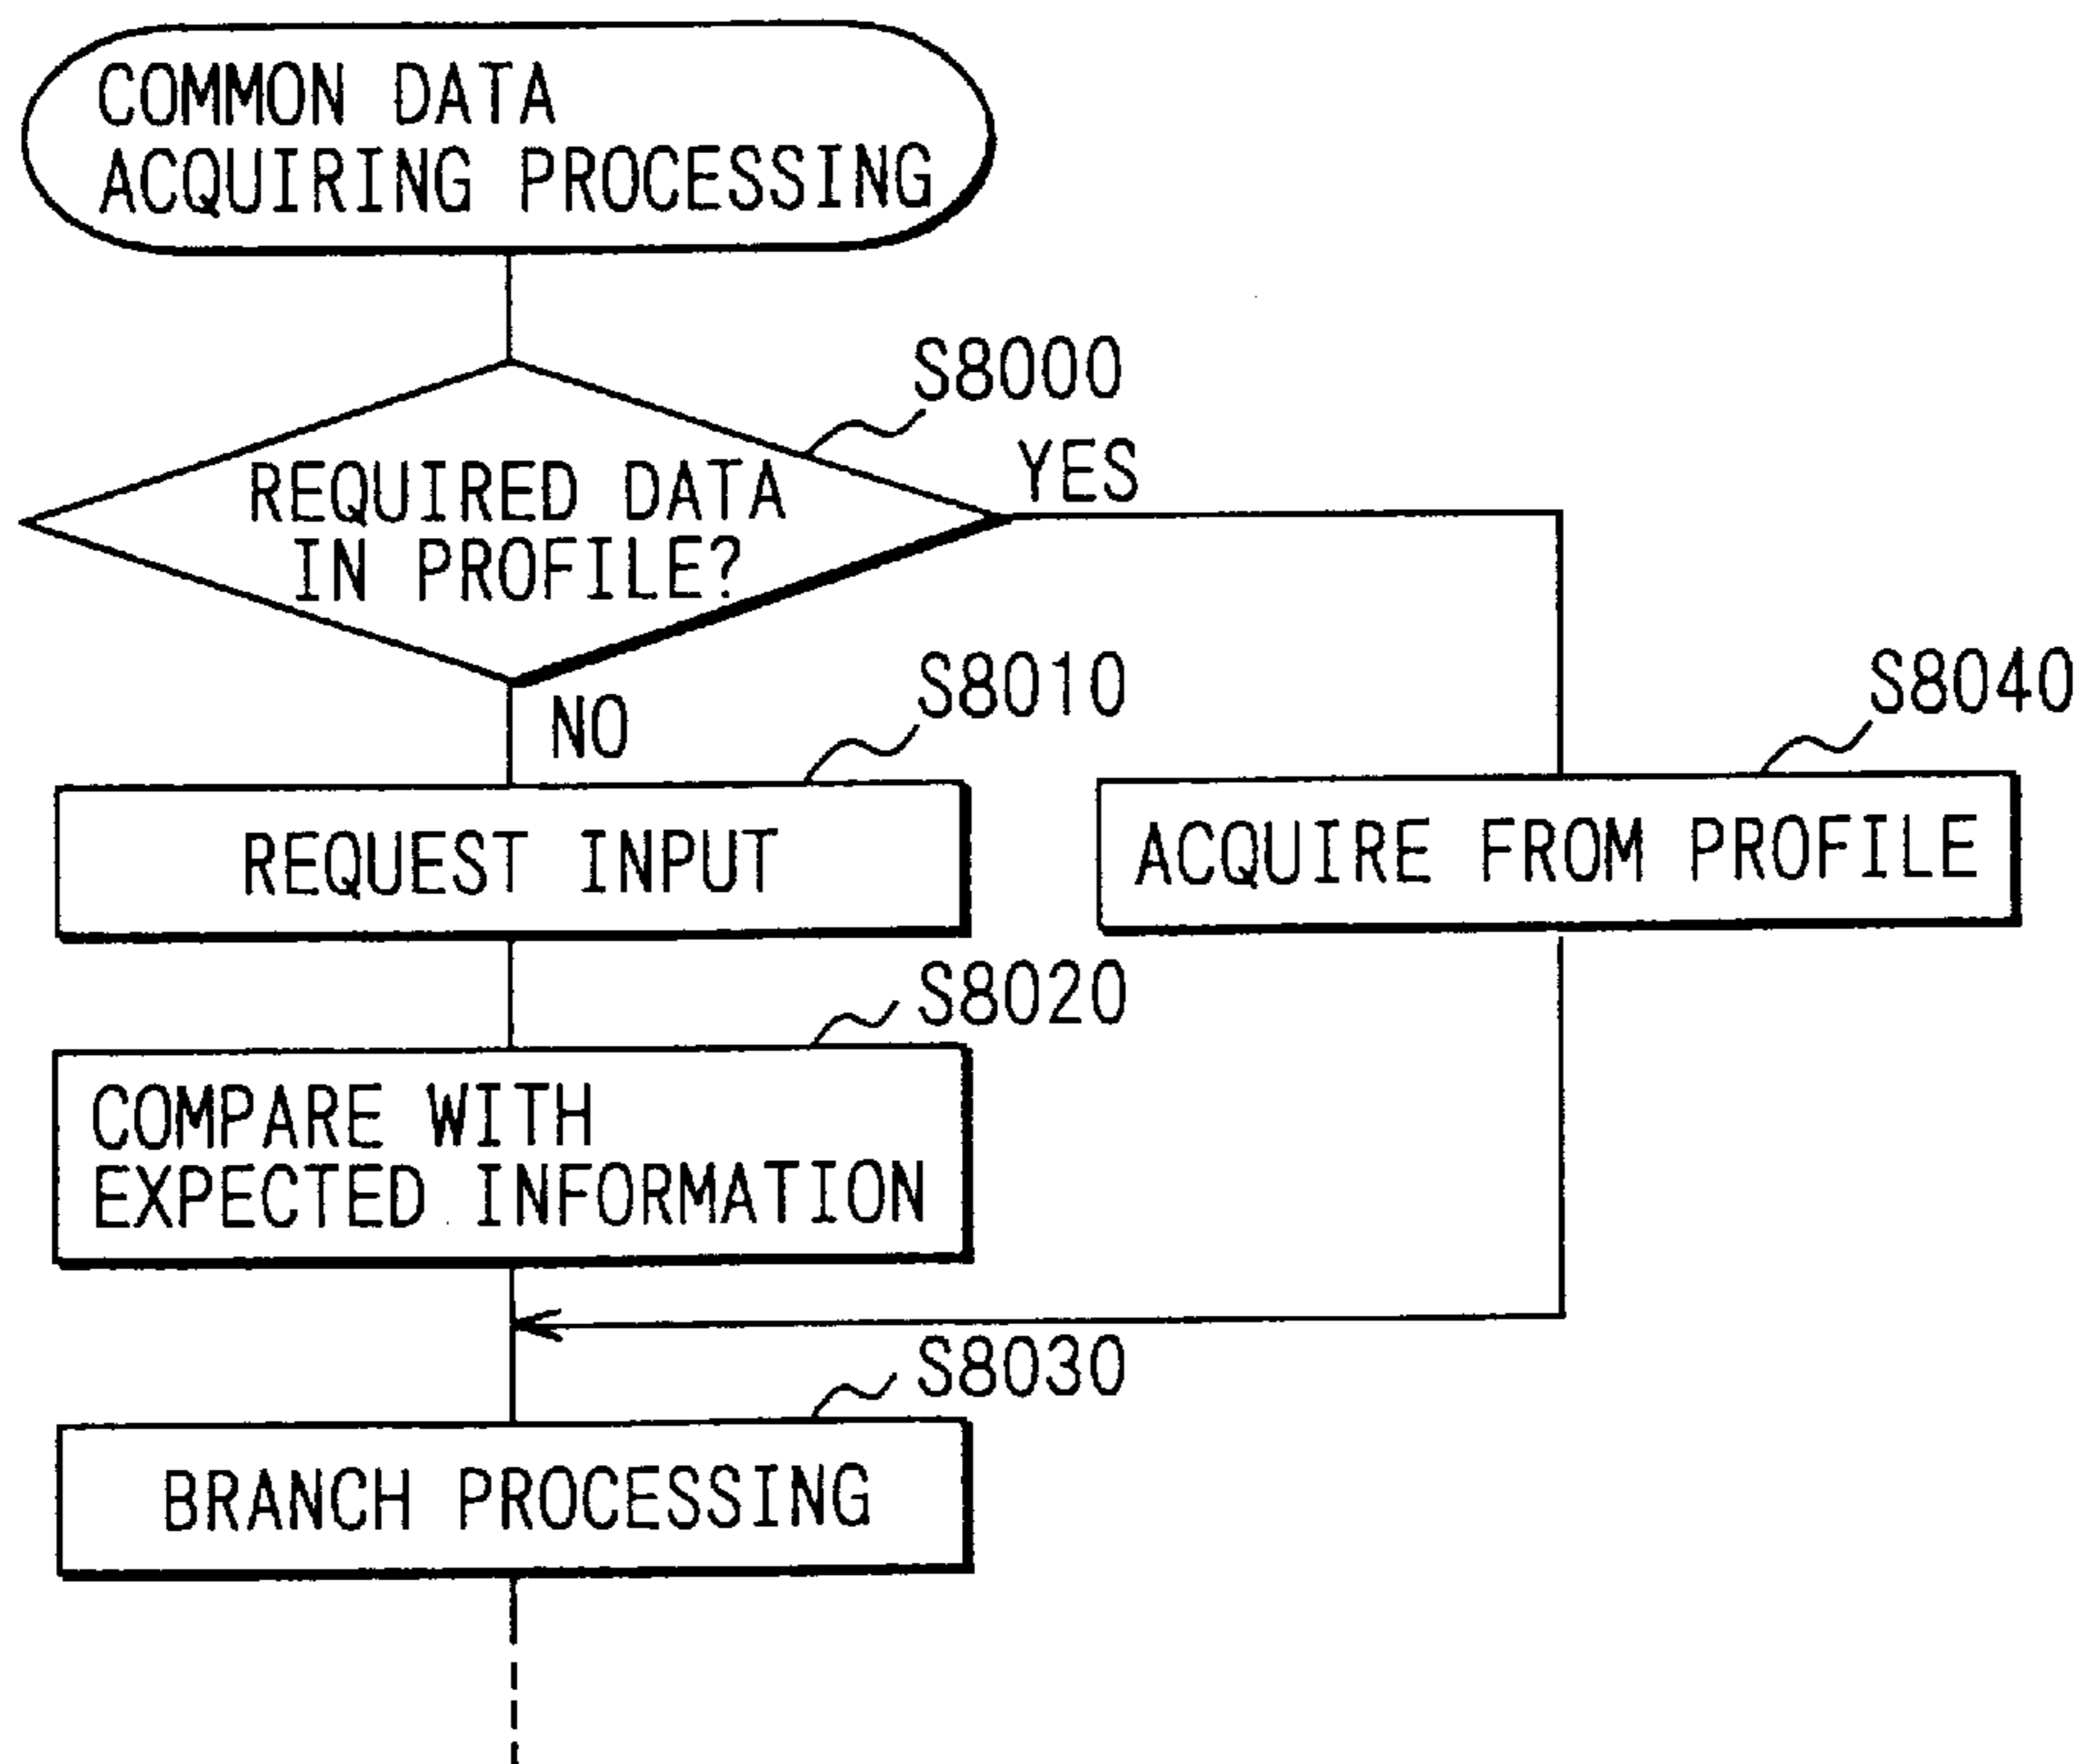 COMMON DATA
ACQUIRING PROCESSING
S8000
YES
REQUIRED DATA
IN PROFILE?
NO
S8010
S8040
REQUEST INPUT
ACQUIRE FROM PROFILE
S8020
COMPARE WITH
EXPECTED INFORMATION
S8030
BRANCH PROCESSING